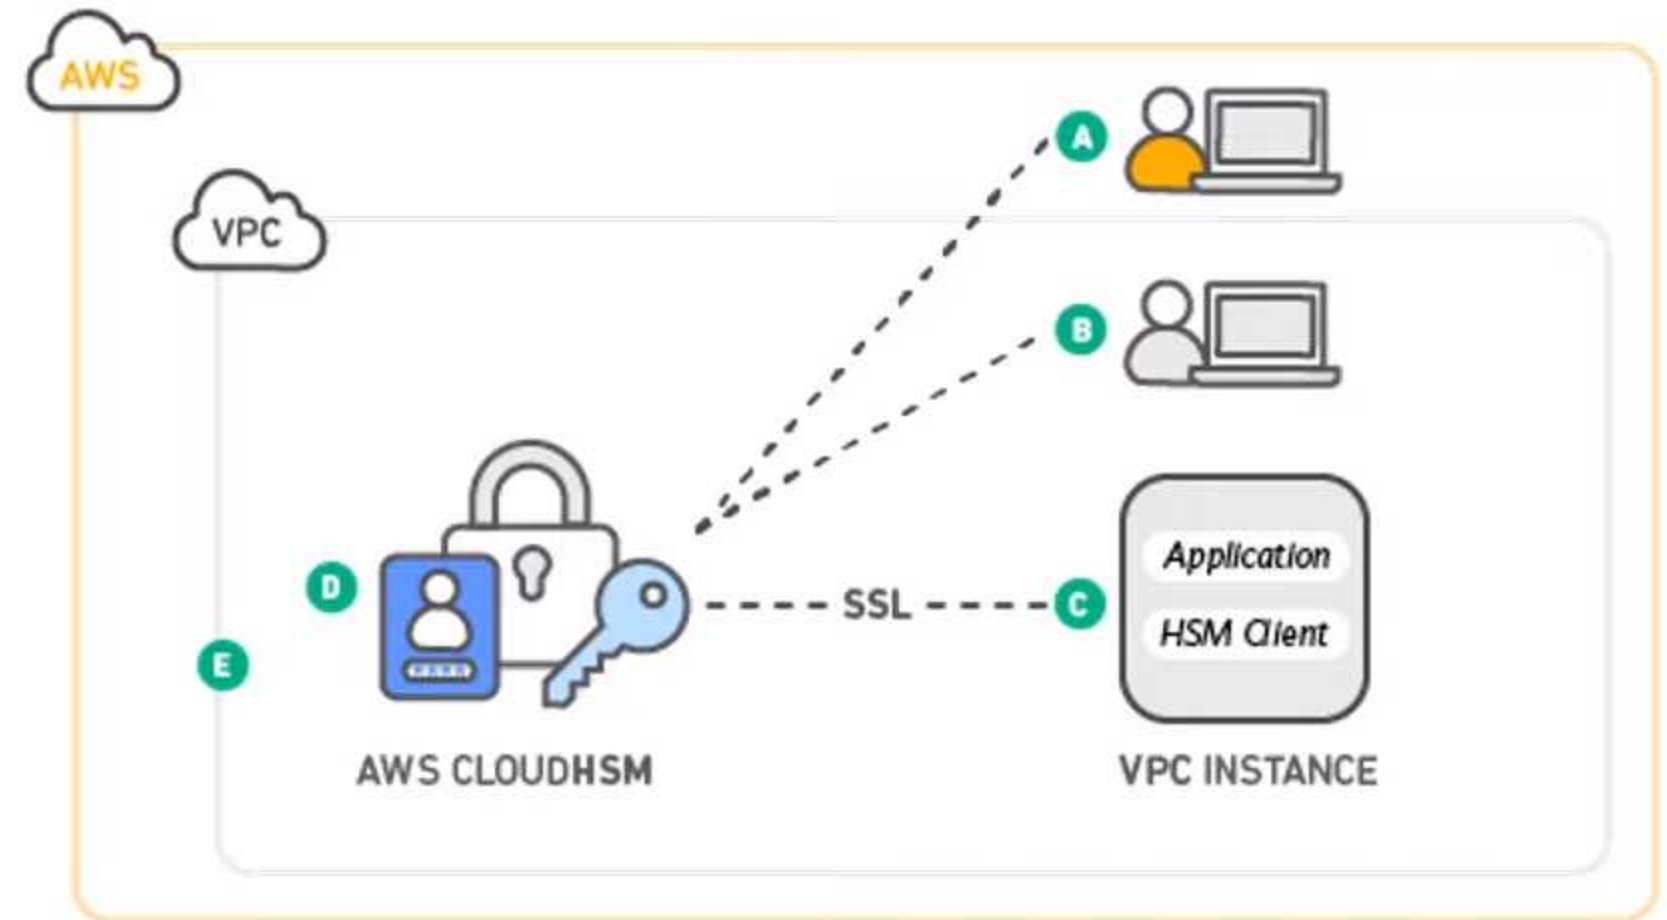 AWS
A
VPC
B
Application
D
SSL
C
HSM Client
E
AWS CLOUDHSM
VPC INSTANCE